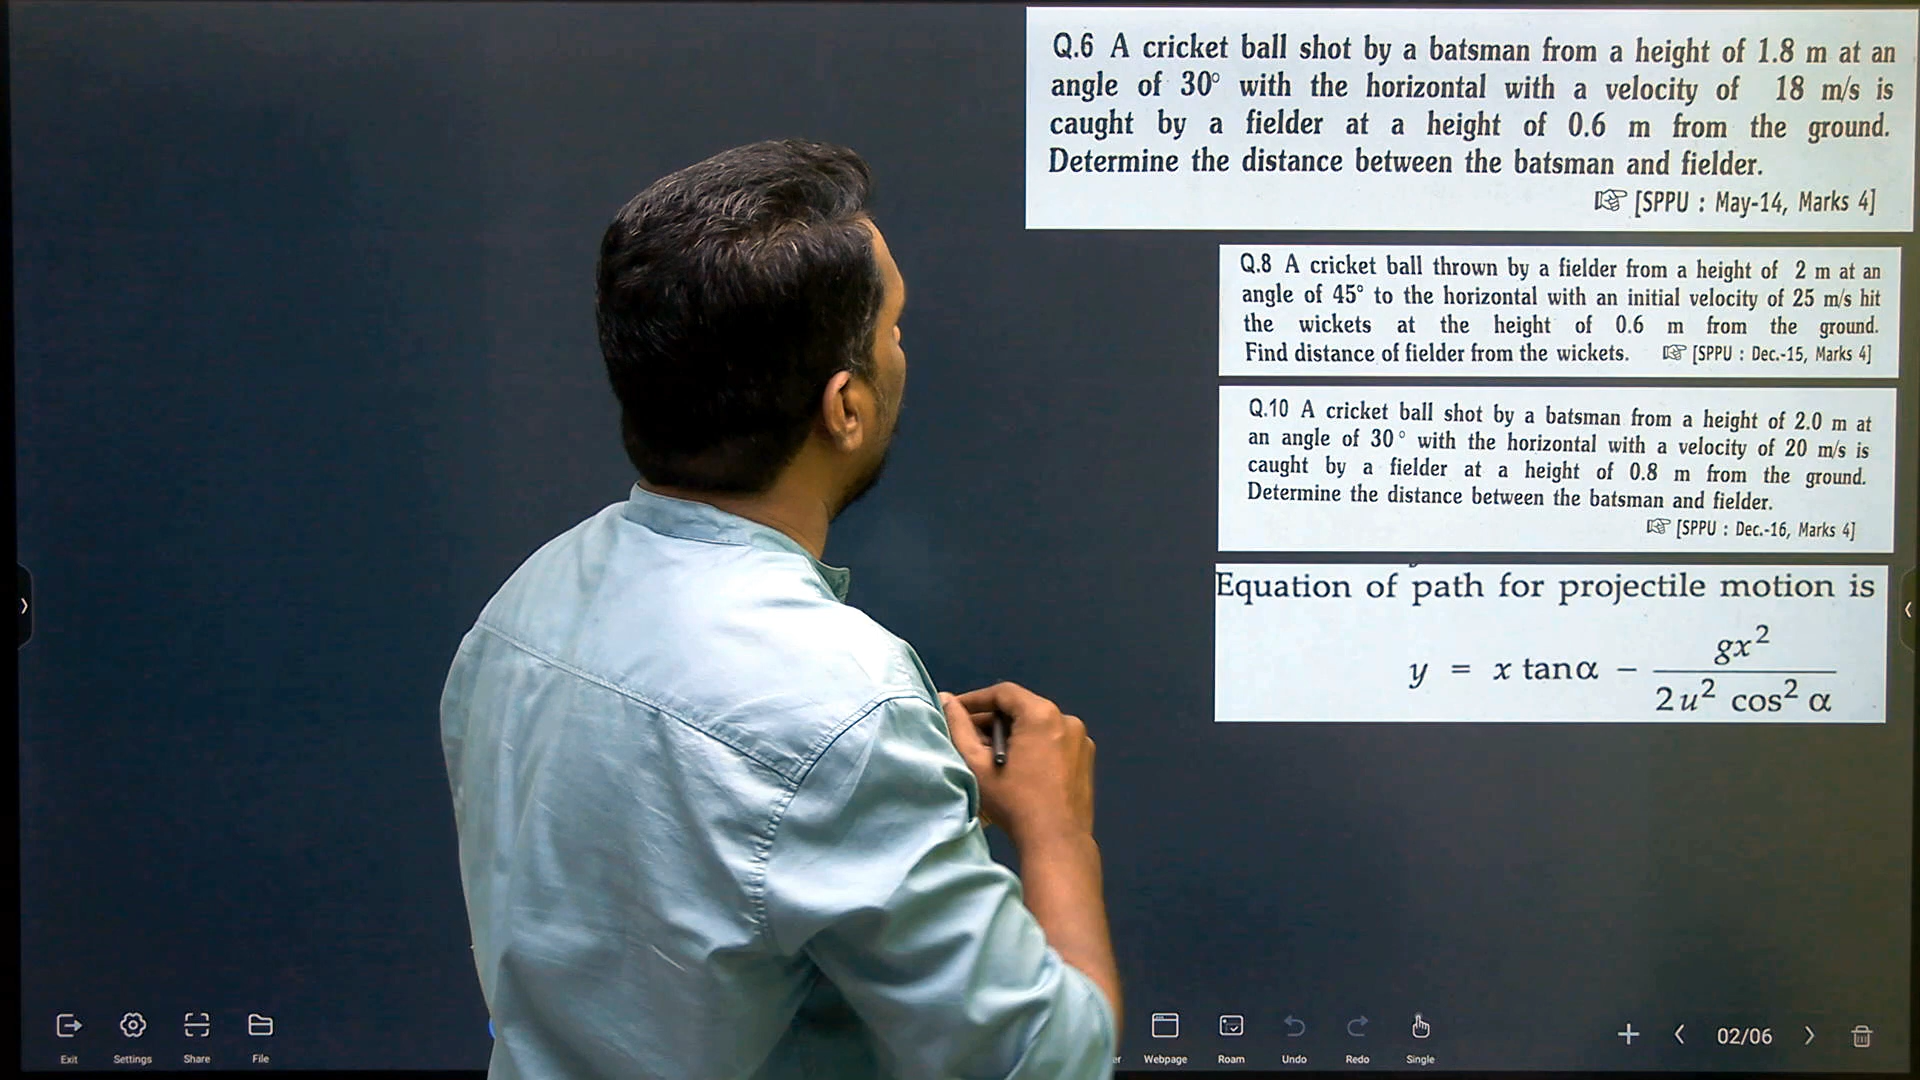 Q.6 A cricket ball shot by a batsman from a height of 1.8 m at an
angle of 30° with the horizontal with a velocity of 18 m/s is
caught by a fielder at a height of 0.6 m from the ground.
Determine the distance between the batsman and fielder.
[SPPU : May-14, Marks 4]
Q.8 A cricket ball thrown by a fielder from a height of 2 m at an
angle of 45° to the horizontal with an initial velocity of 25 m/s hit
the wickets at the height of 0.6 m from the ground.
Find distance of fielder from the wickets. [SPPU : Dec.-15, Marks 4]
Q.10 A cricket ball shot by a batsman from a height of 2.0 m at
an angle of 30° with the horizontal with a velocity of 20 m/s is
caught by a fielder at a height of 0.8 m from the ground.
Determine the distance between the batsman and fielder.
[SPPU : Dec.-16, Marks 4]
Equation of path for projectile motion is
y = x tanα − gx² / 2u² cos² α
Exit Settings Share File er Webpage Roam Undo Redo Single 02/06